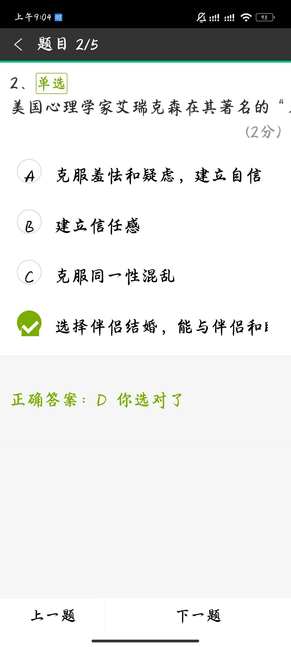 上午9:04
93
题目 2/5
2、单选
美国心理学家艾瑞克森在其著名的“
(2分)
A 克服羞怯和疑虑，建立自信
B 建立信任感
C 克服同一性混乱
选择伴侣结婚，能与伴侣和
正确答案：D 你选对了
上一题 下一题